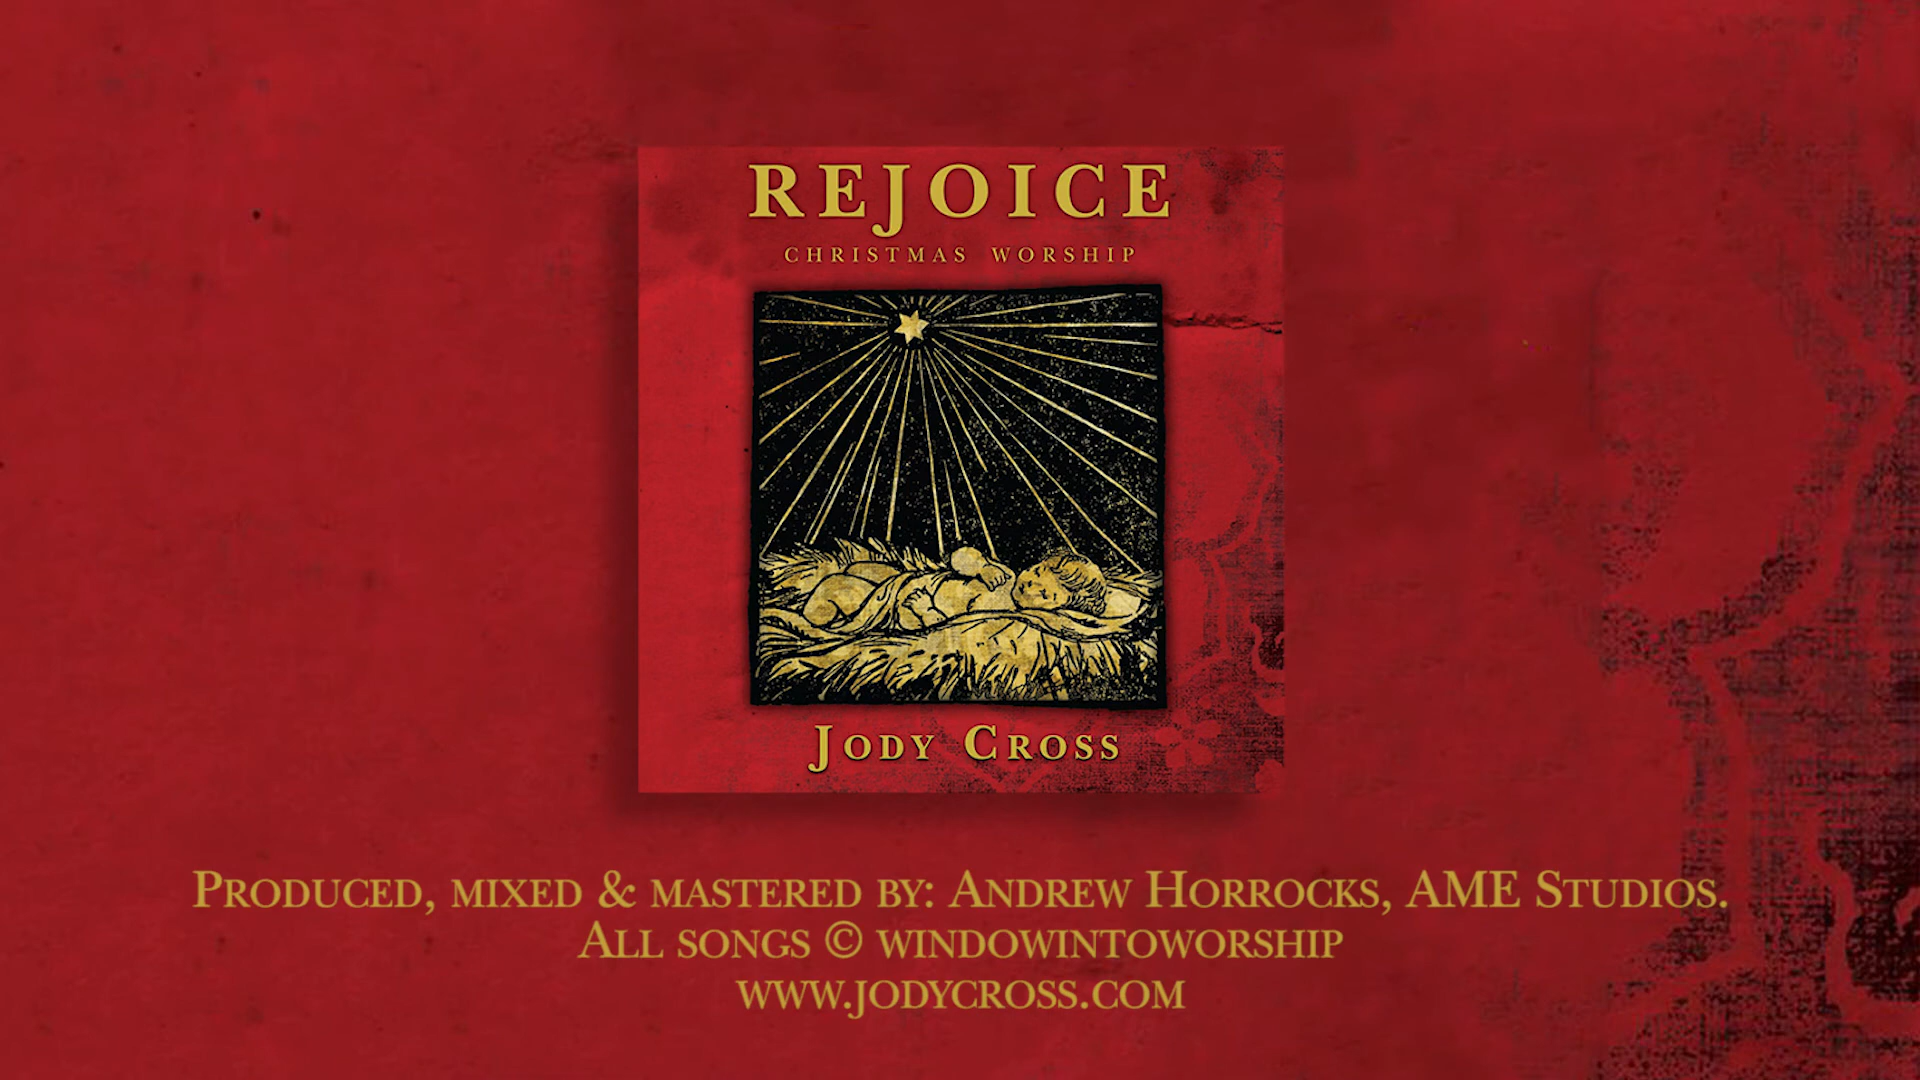 REJOICE
CHRISTMAS WORSHIP
JODY CROSS
PRODUCED, MIXED & MASTERED BY: ANDREW HORROCKS, AME STUDIOS.
ALL SONGS © WINDOWINTOWORSHIP
WWW.JODYCROSS.COM